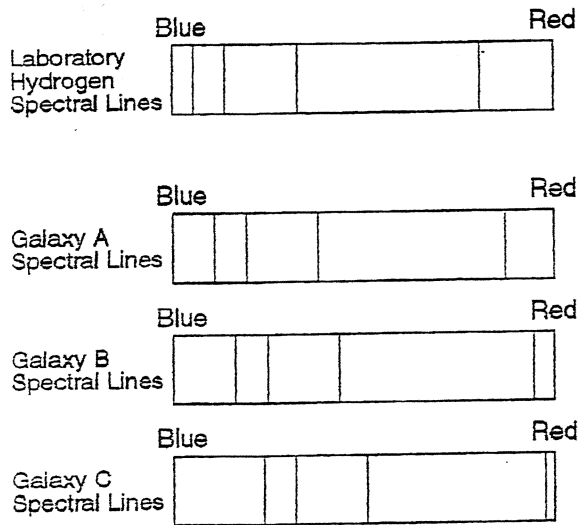 Blue Red
Laboratory
Hydrogen
Spectral Lines
Blue Red
Galaxy A
Spectral Lines
Blue Red
Galaxy B
Spectral Lines
Blue Red
Galaxy C
Spectral Lines